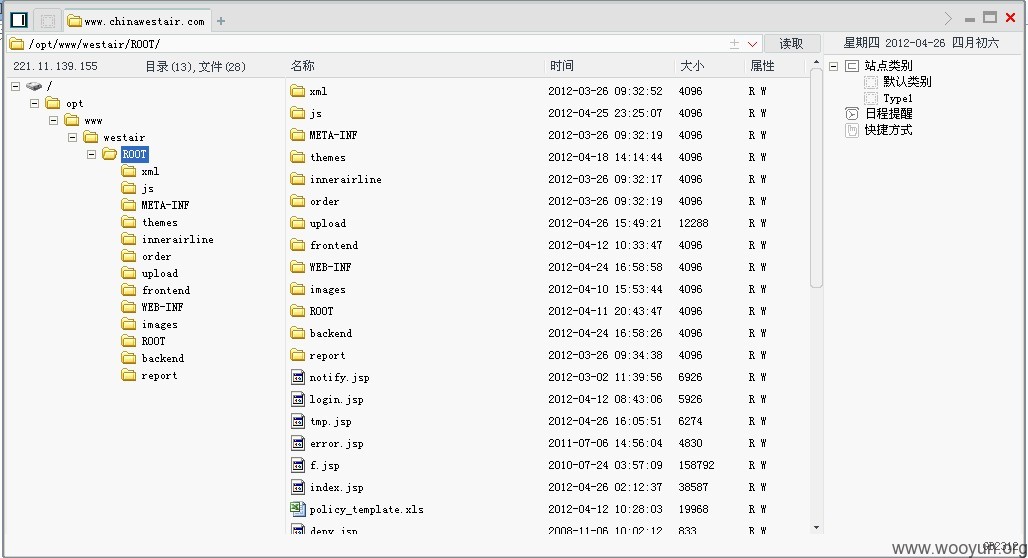 www.chinawestair.com
/opt/www/westair/ROOT/ 读取 星期四 2012-04-26 四月初六
221.11.139.155 目录(13),文件(28) 名称 时间 大小 属性
/
opt
www
westair
ROOT
xml
js
META-INF
themes
innerairline
order
upload
frontend
WEB-INF
images
ROOT
backend
report
xml 2012-03-26 09:32:52 4096 R W
js 2012-04-25 23:25:07 4096 R W
META-INF 2012-03-26 09:32:19 4096 R W
themes 2012-04-18 14:14:44 4096 R W
innerairline 2012-03-26 09:32:17 4096 R W
order 2012-03-26 09:32:19 4096 R W
upload 2012-04-26 15:49:21 12288 R W
frontend 2012-04-12 10:33:47 4096 R W
WEB-INF 2012-04-24 16:58:58 4096 R W
images 2012-04-10 15:53:44 4096 R W
ROOT 2012-04-11 20:43:47 4096 R W
backend 2012-04-24 16:58:26 4096 R W
report 2012-03-26 09:34:38 4096 R W
notify.jsp 2012-03-02 11:39:56 6926 R W
login.jsp 2012-04-12 08:43:06 5926 R W
tmp.jsp 2012-04-26 16:05:51 6274 R W
error.jsp 2011-07-06 14:56:04 4830 R W
f.jsp 2010-07-24 03:57:09 158792 R W
index.jsp 2012-04-26 02:12:37 38587 R W
policy_template.xls 2012-04-12 10:28:03 19968 R W
deny.jsp 2008-11-06 10:02:12 833 R W
站点类别
默认类别
Type1
日程提醒
快捷方式
GB2312
www.wooyun.org